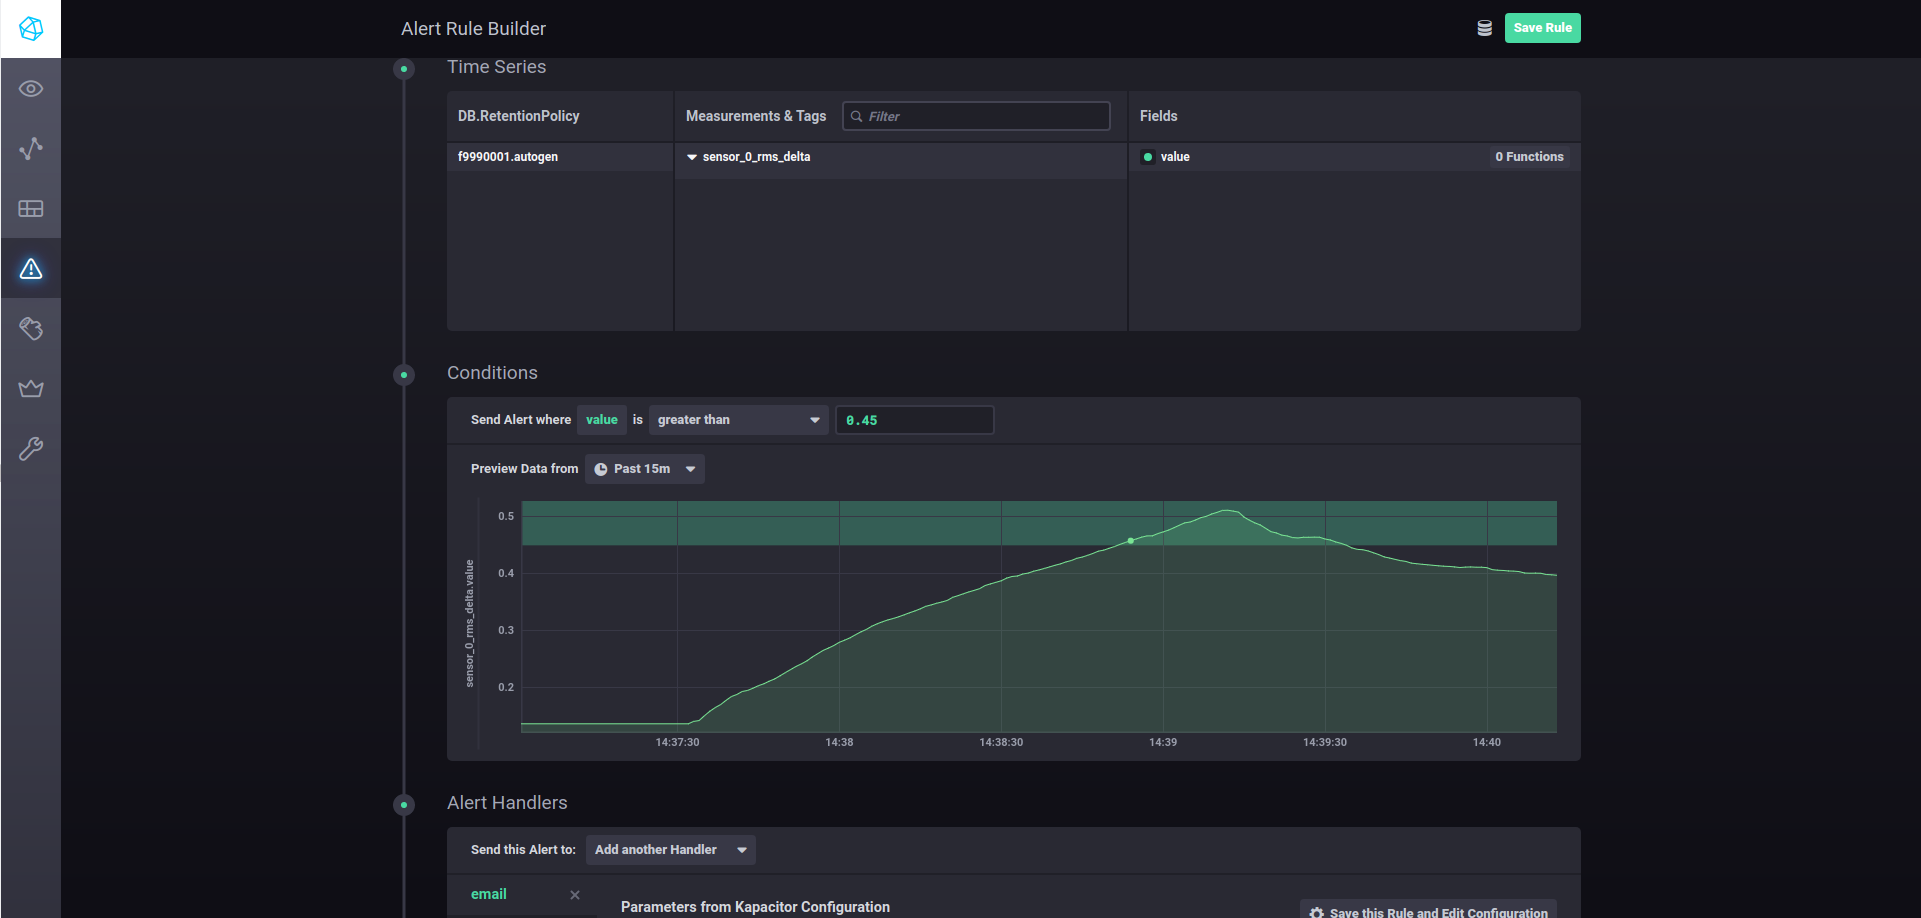 Alert Rule Builder
Save Rule
Time Series
DB.RetentionPolicy
Measurements & Tags
Filter
Fields
f9990001.autogen
sensor_0_rms_delta
value
0 Functions
Conditions
Send Alert where value is greater than 0.45
Preview Data from Past 15m
sensor_0_rms_delta.value
0.5
0.4
0.3
0.2
14:37:30 14:38 14:38:30 14:39 14:39:30 14:40
Alert Handlers
Send this Alert to: Add another Handler
email
Parameters from Kapacitor Configuration
Save this Rule and Edit Configuration